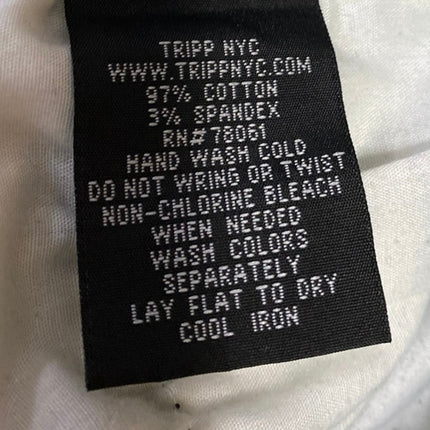 TRIPP NYC
WWW.TRIPPNYC.COM
97% COTTON
3% SPANDEX
RN# 78061
HAND WASH COLD
DO NOT WRING OR TWIST
NON-CHLORINE BLEACH
WHEN NEEDED
WASH COLORS
SEPARATELY
LAY FLAT TO DRY
COOL IRON